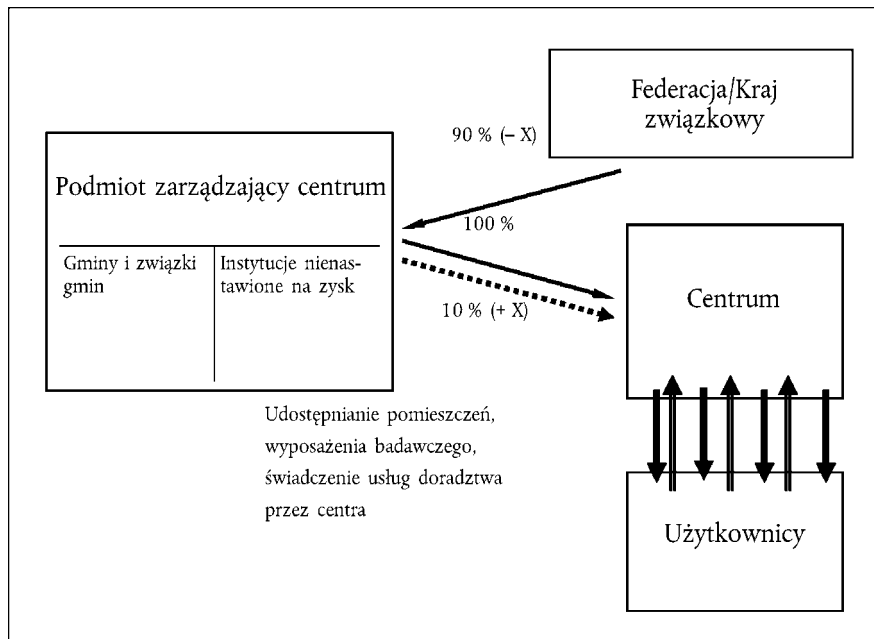 Federacja/Kraj
związkowy
90 % (– X)
Podmiot zarządzający centrum
100 %
Gminy i związki
gmin
Instytucje nienas-
tawione na zysk
10 % (+ X)
Centrum
Udostępnianie pomieszczeń,
wyposażenia badawczego,
świadczenie usług doradztwa
przez centra
Użytkownicy